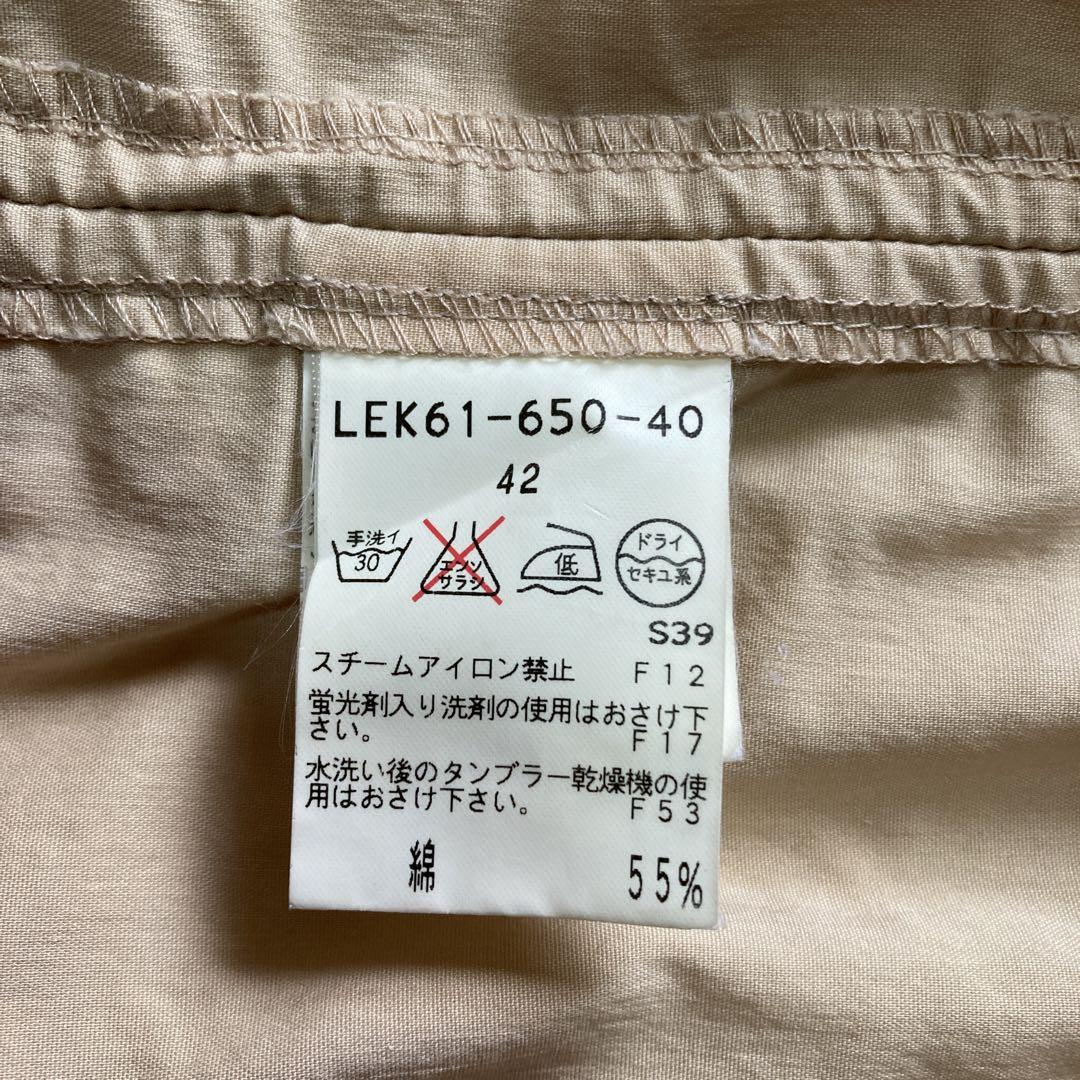 LEK61-650-40
42
手洗イ
30
エンソ
サラシ
低
ドライ
セキユ系
S39
スチームアイロン禁止 F12
蛍光剤入り洗剤の使用はおさけ下
さい。 F17
水洗い後のタンブラー乾燥機の使
用はおさけ下さい。 F53
綿 55%